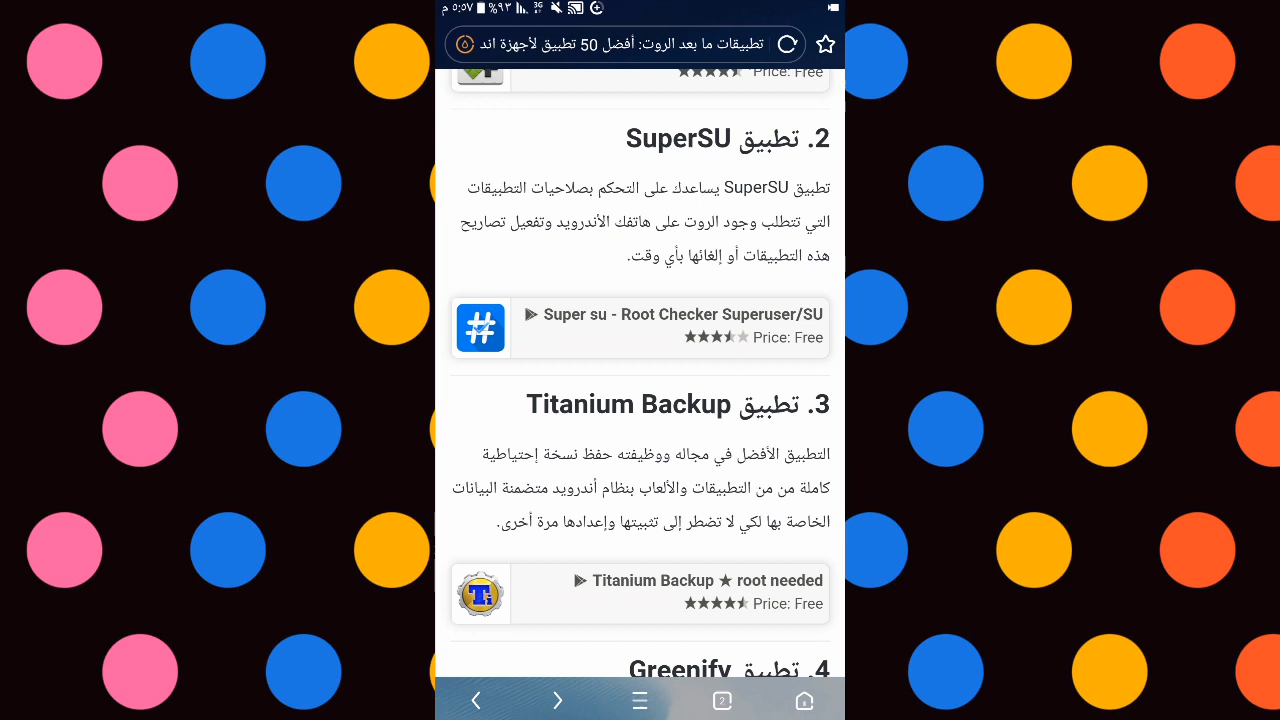 ٥:٥٧ م ٩٣% 3G
تطبيقات ما بعد الروت: أفضل 50 تطبيق لأجهزة اند
Price: Free
2. تطبيق SuperSU
تطبيق SuperSU يساعدك على التحكم بصلاحيات التطبيقات
التي تتطلب وجود الروت على هاتفك الأندرويد وتفعيل تصاريح
هذه التطبيقات أو إلغائها بأي وقت.
Super su - Root Checker Superuser/SU
Price: Free
3. تطبيق Titanium Backup
التطبيق الأفضل في مجاله ووظيفته حفظ نسخة إحتياطية
كاملة من من التطبيقات والألعاب بنظام أندرويد متضمنة البيانات
الخاصة بها لكي لا تضطر إلى تثبيتها وإعدادها مرة أخرى.
Titanium Backup ★ root needed
Ti
Price: Free
4. تطبيق Greenify
2